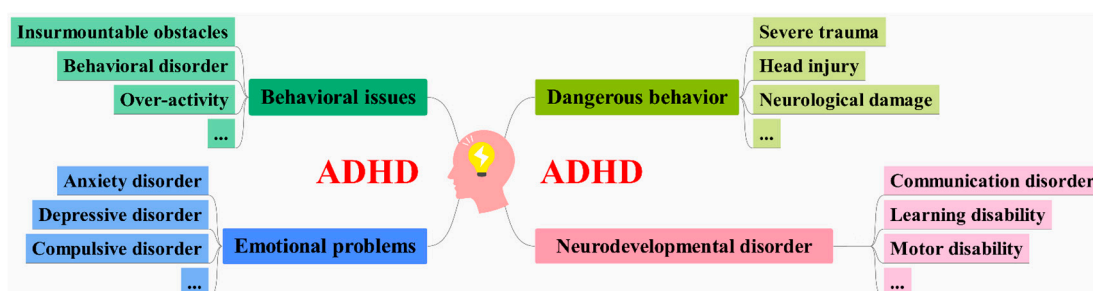 Insurmountable obstacles
Behavioral disorder
Over-activity
...
Behavioral issues
Dangerous behavior
Severe trauma
Head injury
Neurological damage
...
ADHD
ADHD
Anxiety disorder
Depressive disorder
Compulsive disorder
...
Emotional problems
Neurodevelopmental disorder
Communication disorder
Learning disability
Motor disability
...